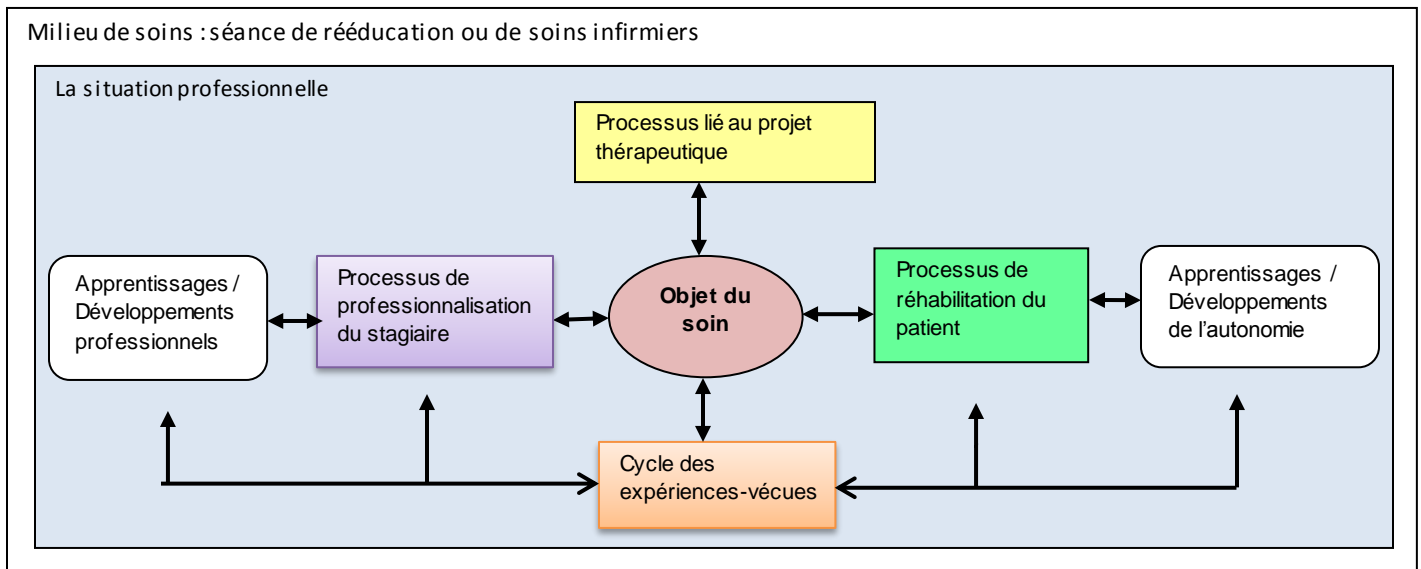 Milieu de soins : séance de rééducation ou de soins infirmiers
La situation professionnelle
Processus lié au projet
thérapeutique
Apprentissages /
Développements
professionnels
Processus de
professionnalisation
du stagiaire
Objet du
soin
Processus de
réhabilitation du
patient
Apprentissages /
Développements
de l'autonomie
Cycle des
expériences-vécues